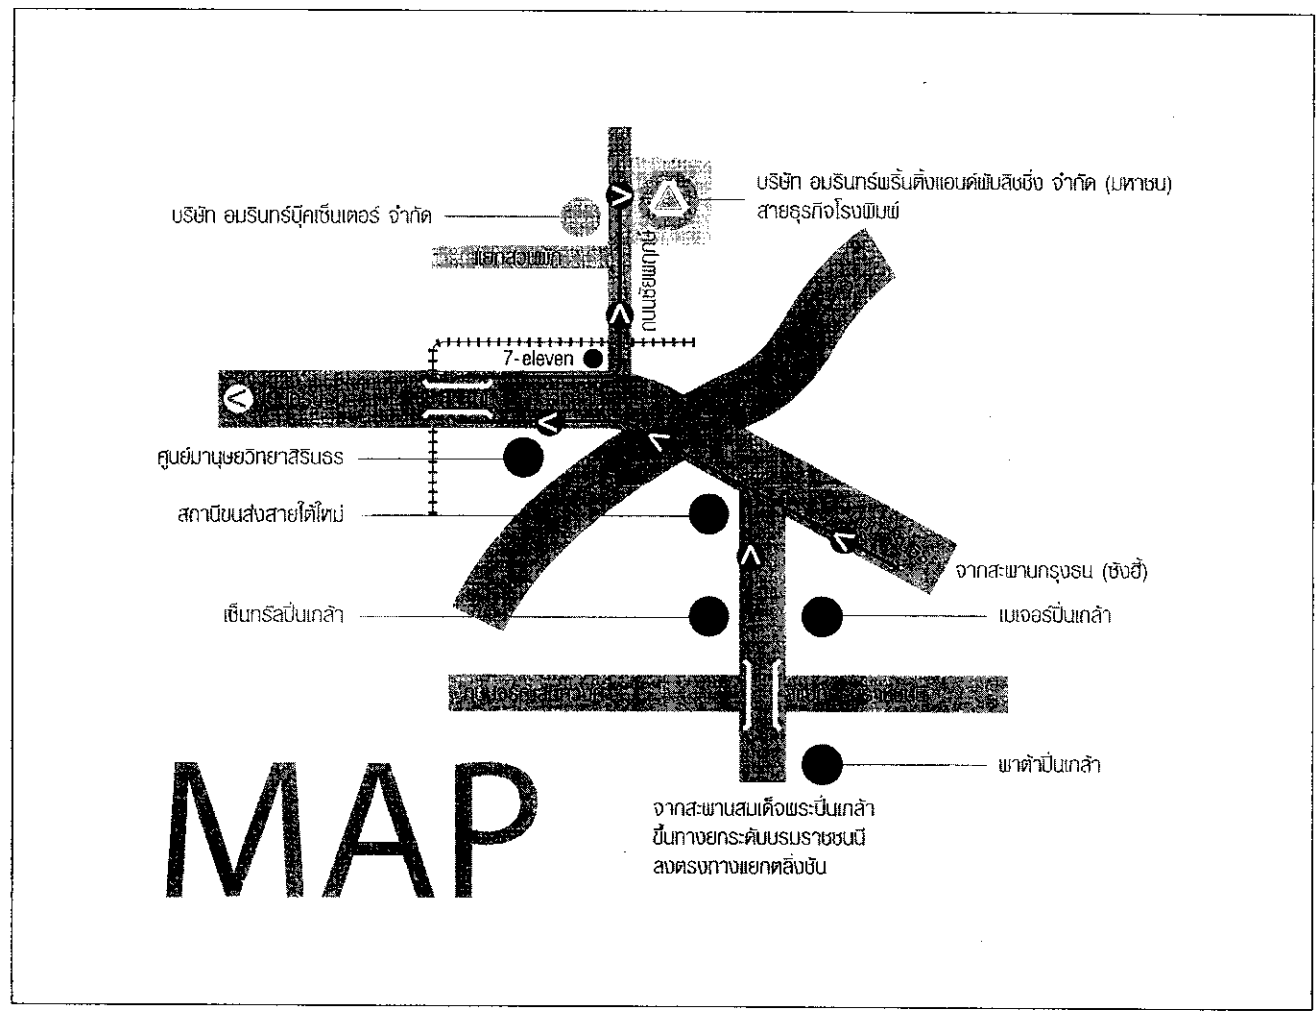 บริษัท อมรินทร์พริ้นติ้งแอนด์พับลิชชิ่ง จำกัด (มหาชน)
สายธุรกิจโรงพิมพ์
บริษัท อมรินทร์บุ๊คเซ็นเตอร์ จำกัด
แยกสวนผัก
ถนนชัยพฤกษ์
7-eleven
ศูนย์มานุษยวิทยาสิรินธร
สถานีขนส่งสายใต้ใหม่
จากสะพานกรุงธน (ซังฮี้)
เซ็นทรัลปิ่นเกล้า
เมเจอร์ปิ่นเกล้า
พาต้าปิ่นเกล้า
จากสะพานสมเด็จพระปิ่นเกล้า
ขึ้นทางยกระดับบรมราชชนนี
ลงตรงทางแยกตลิ่งชัน
MAP